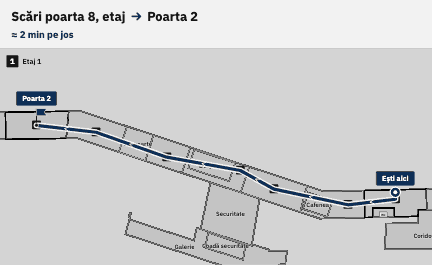 Scări poarta 8, etaj → Poarta 2
≈ 2 min pe jos
1 Etaj 1
Poarta 2
Ești aici
Cafenea
Securitate
Galerie
Corido